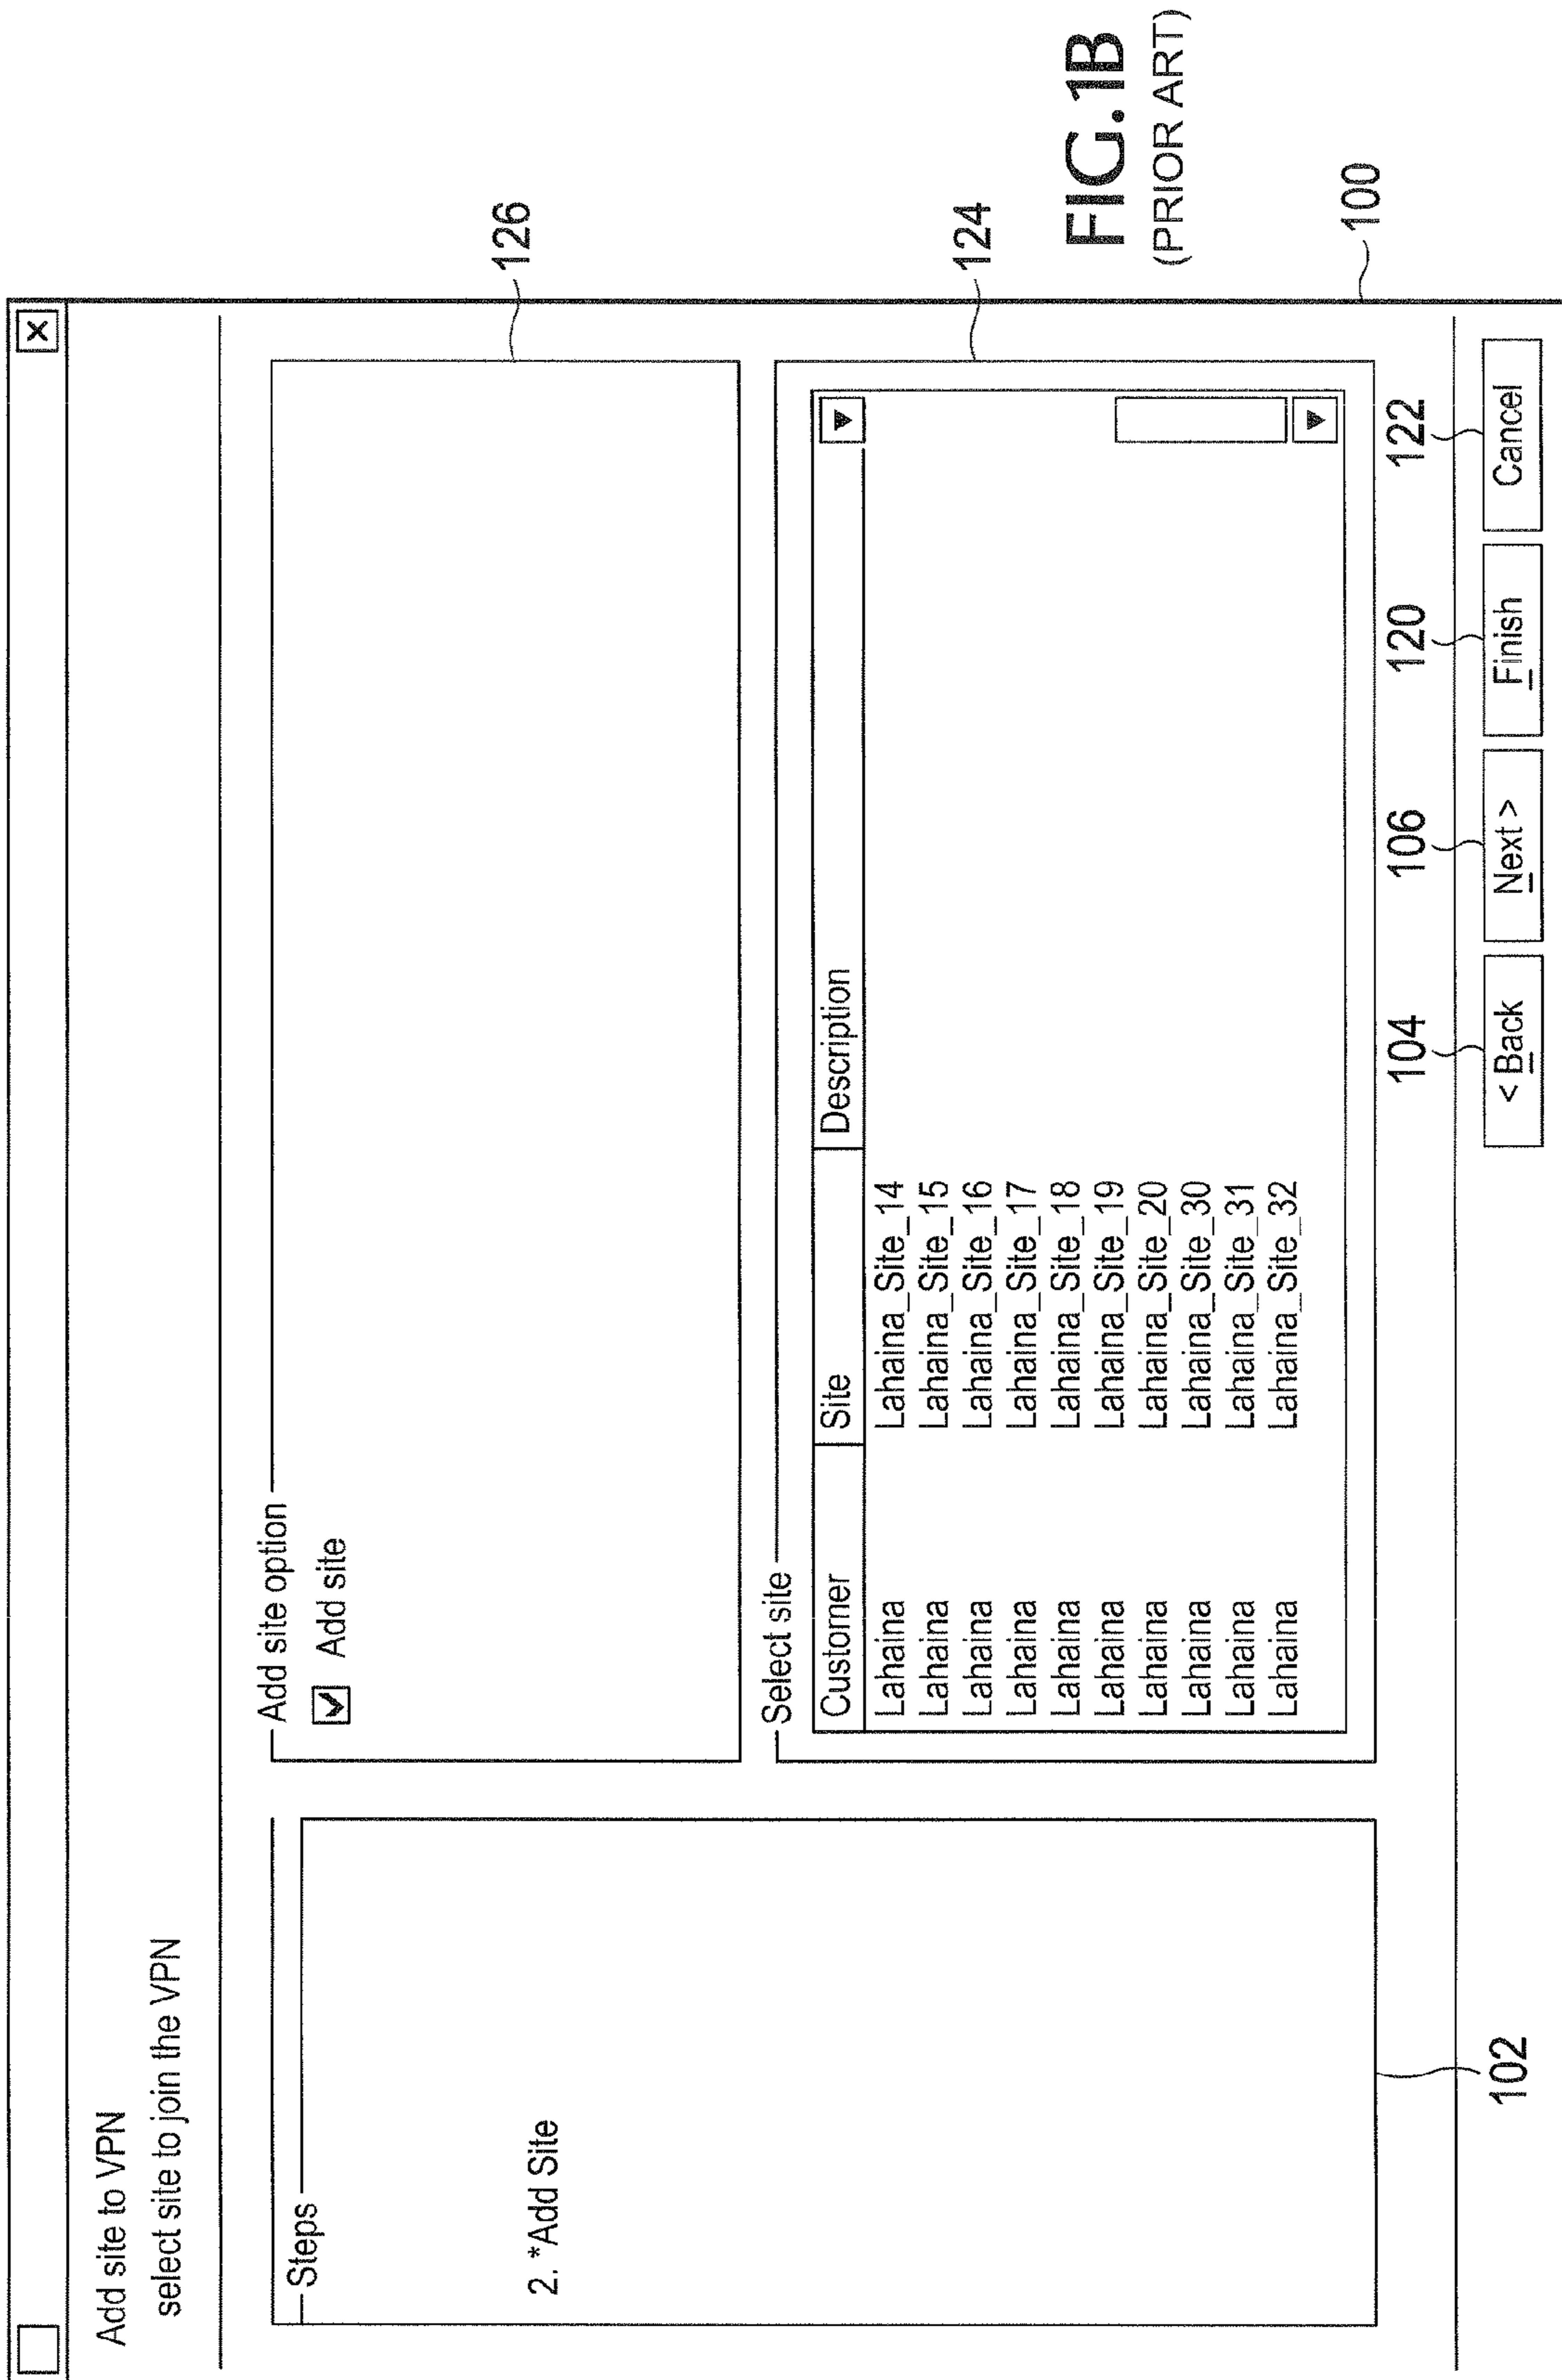 Add site to VPN
select site to join the VPN
Steps
2. *Add Site
Add site option
Add site
126
Select site
Customer Site Description
Lahaina Lahaina_Site_14
Lahaina Lahaina_Site_15
Lahaina Lahaina_Site_16
Lahaina Lahaina_Site_17
Lahaina Lahaina_Site_18
Lahaina Lahaina_Site_19
Lahaina Lahaina_Site_20
Lahaina Lahaina_Site_30
Lahaina Lahaina_Site_31
Lahaina Lahaina_Site_32
124
102
104 106 120 122
< Back Next > Finish Cancel
100
FIG.1B
(PRIOR ART)